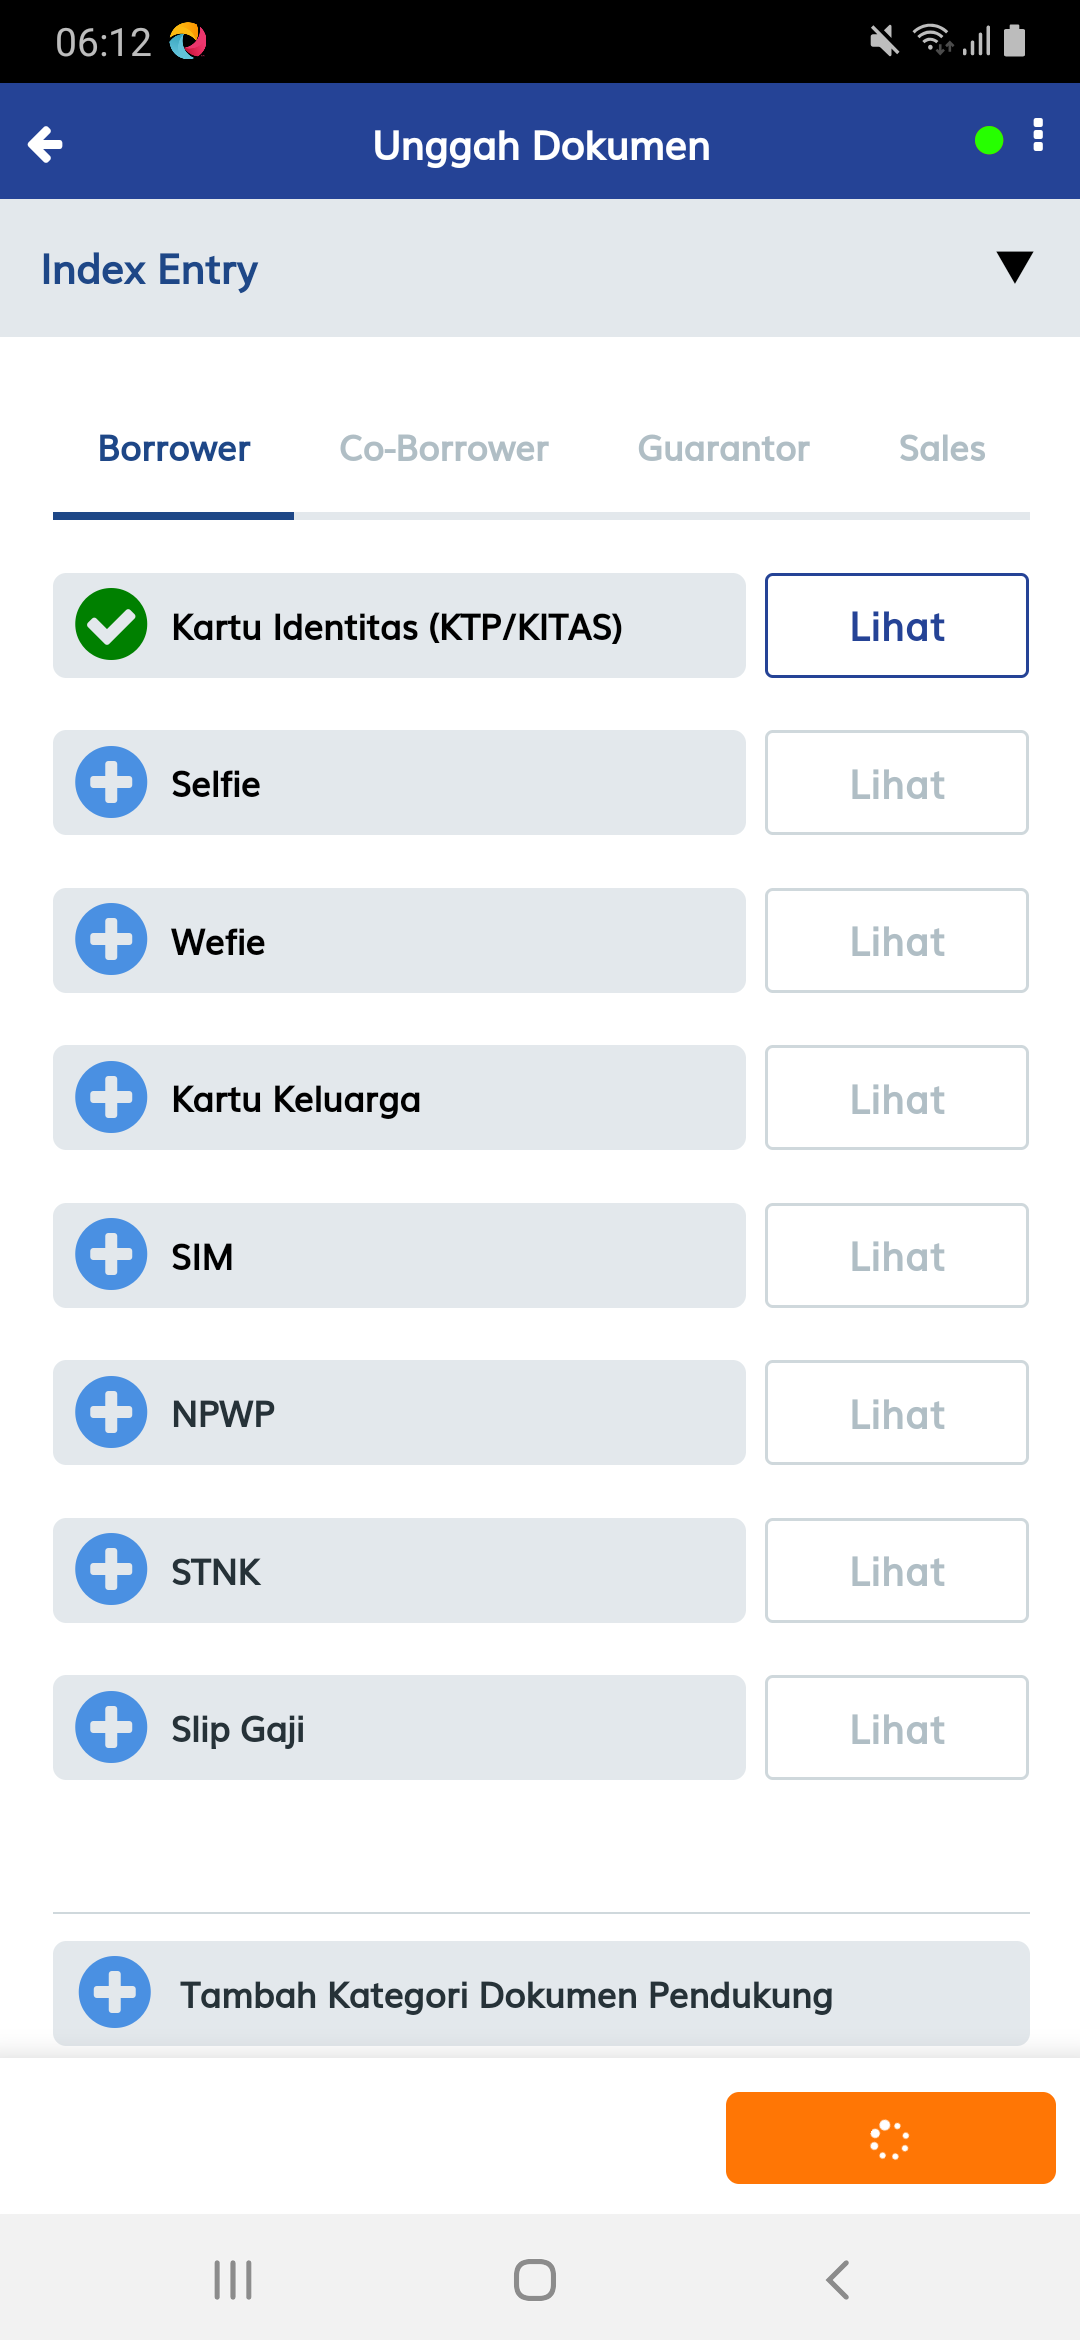 06:12
Unggah Dokumen
Index Entry
Borrower Co-Borrower Guarantor Sales
Kartu Identitas (KTP/KITAS) Lihat
Selfie Lihat
Wefie Lihat
Kartu Keluarga Lihat
SIM Lihat
NPWP Lihat
STNK Lihat
Slip Gaji Lihat
Tambah Kategori Dokumen Pendukung